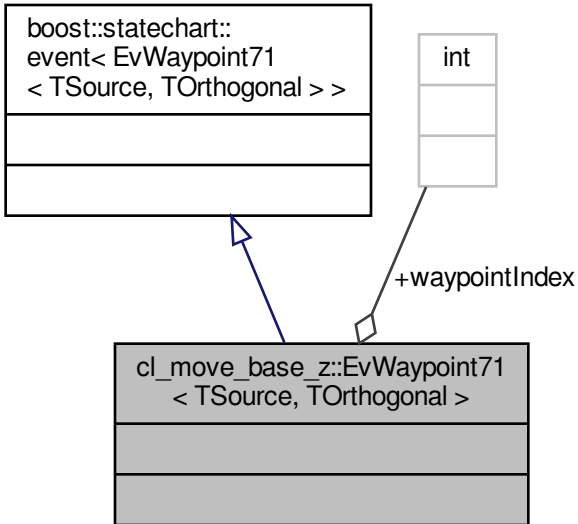 boost::statechart::
event< EvWaypoint71
< TSource, TOrthogonal > >
int
+waypointIndex
cl_move_base_z::EvWaypoint71
< TSource, TOrthogonal >